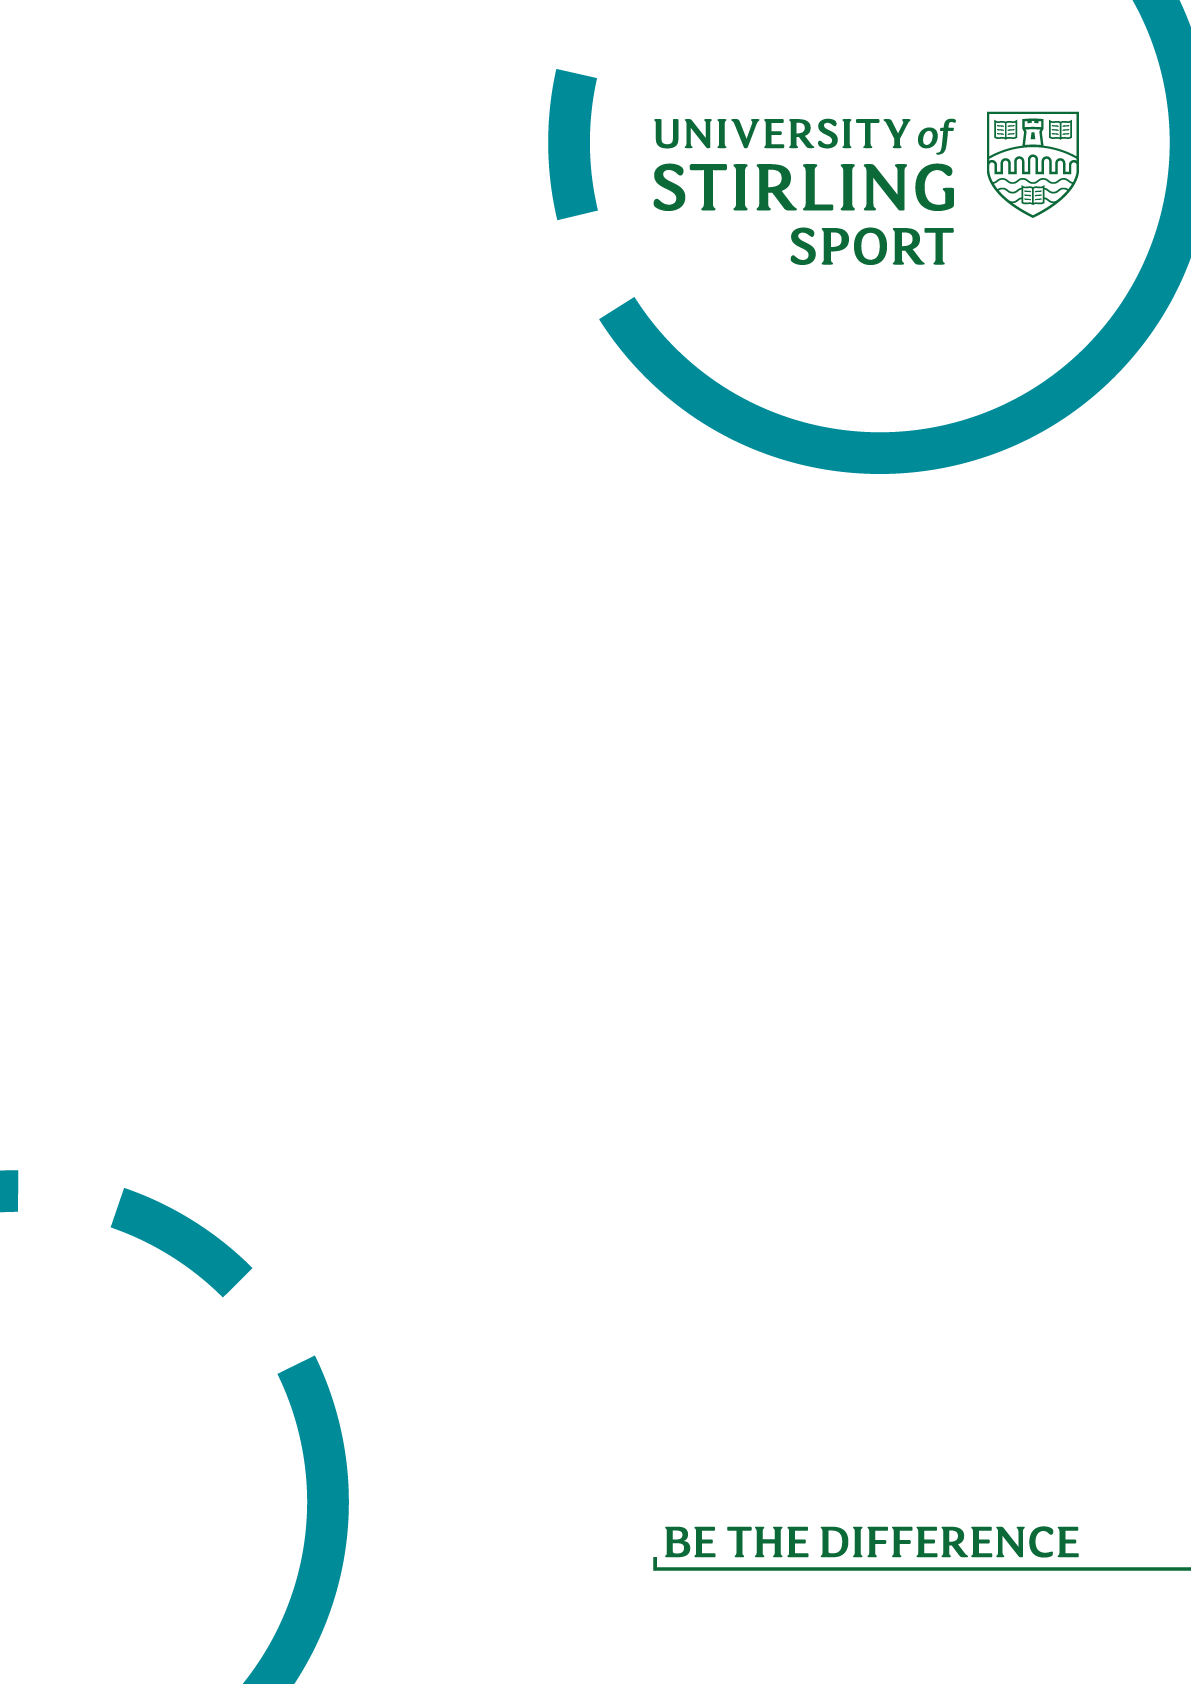 UNIVERSITY of
STIRLING
SPORT
BE THE DIFFERENCE